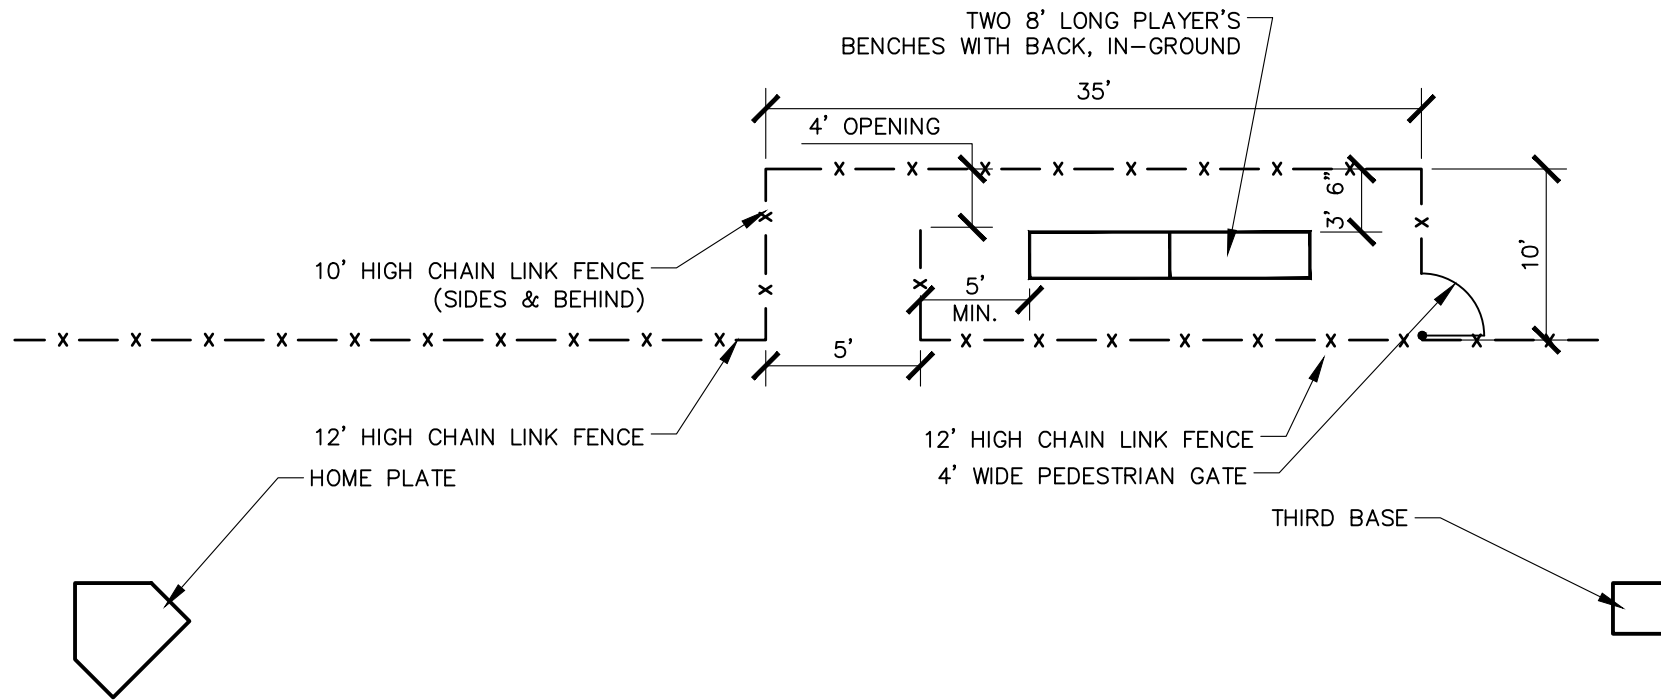 TWO 8' LONG PLAYER'S
BENCHES WITH BACK, IN-GROUND
35'
4' OPENING
3' 6"
10'
10' HIGH CHAIN LINK FENCE
(SIDES & BEHIND)
5'
MIN.
5'
12' HIGH CHAIN LINK FENCE
12' HIGH CHAIN LINK FENCE
4' WIDE PEDESTRIAN GATE
HOME PLATE
THIRD BASE